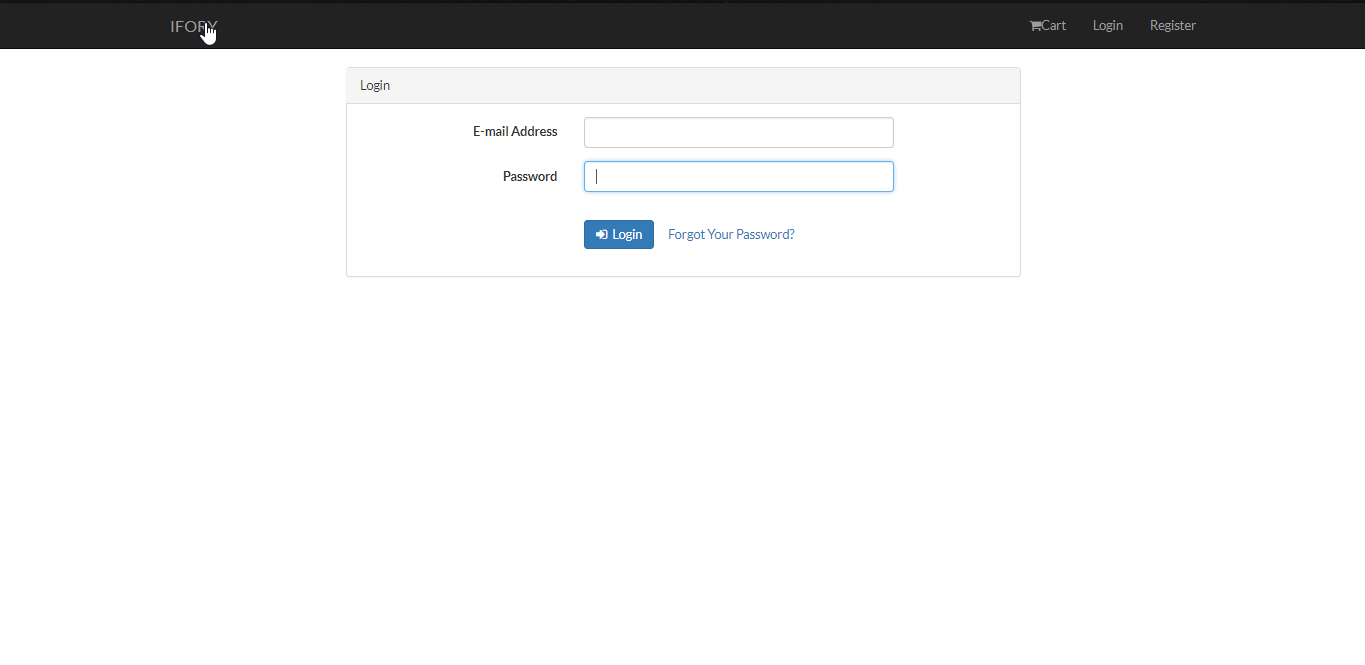 IFORY
Cart Login Register
Login
E-mail Address
Password
Login Forgot Your Password?